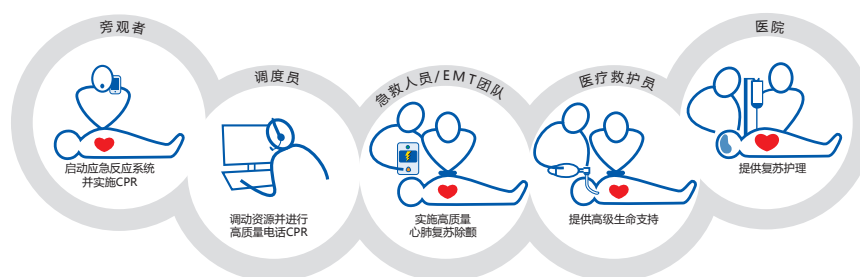 旁观者
启动应急反应系统
并实施CPR
调度员
调动资源并进行
高质量电话CPR
急救人员/EMT团队
实施高质量
心肺复苏除颤
医疗救护员
提供高级生命支持
医院
提供复苏护理